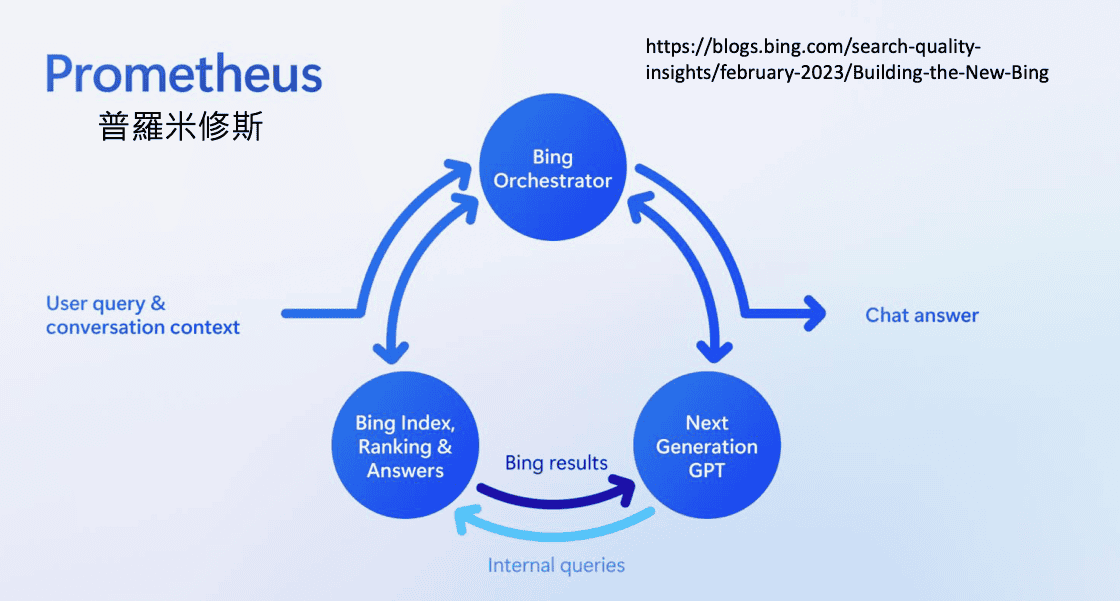 Prometheus
普羅米修斯
https://blogs.bing.com/search-quality-
insights/february-2023/Building-the-New-Bing
Bing
Orchestrator
User query &
conversation context
Chat answer
Bing Index,
Ranking &
Answers
Bing results
Next
Generation
GPT
Internal queries